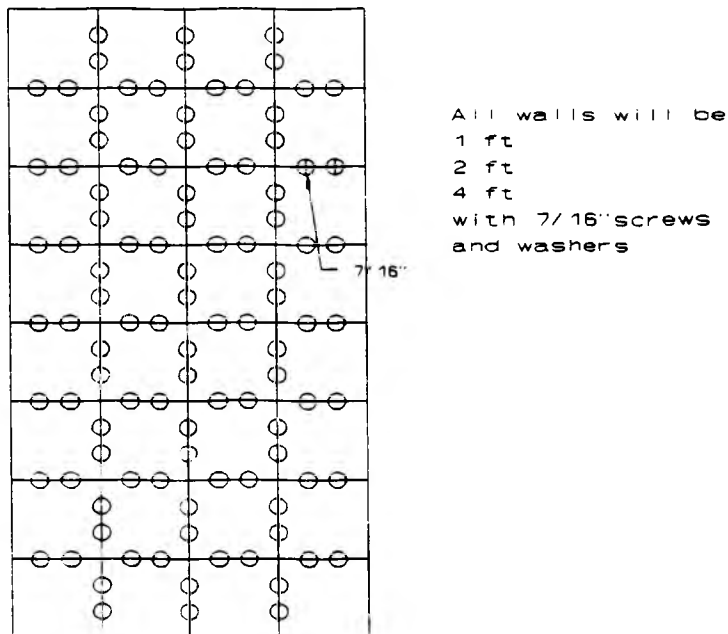 All walls will be
1 ft
2 ft
4 ft
with 7/16"screws
and washers
7/16"